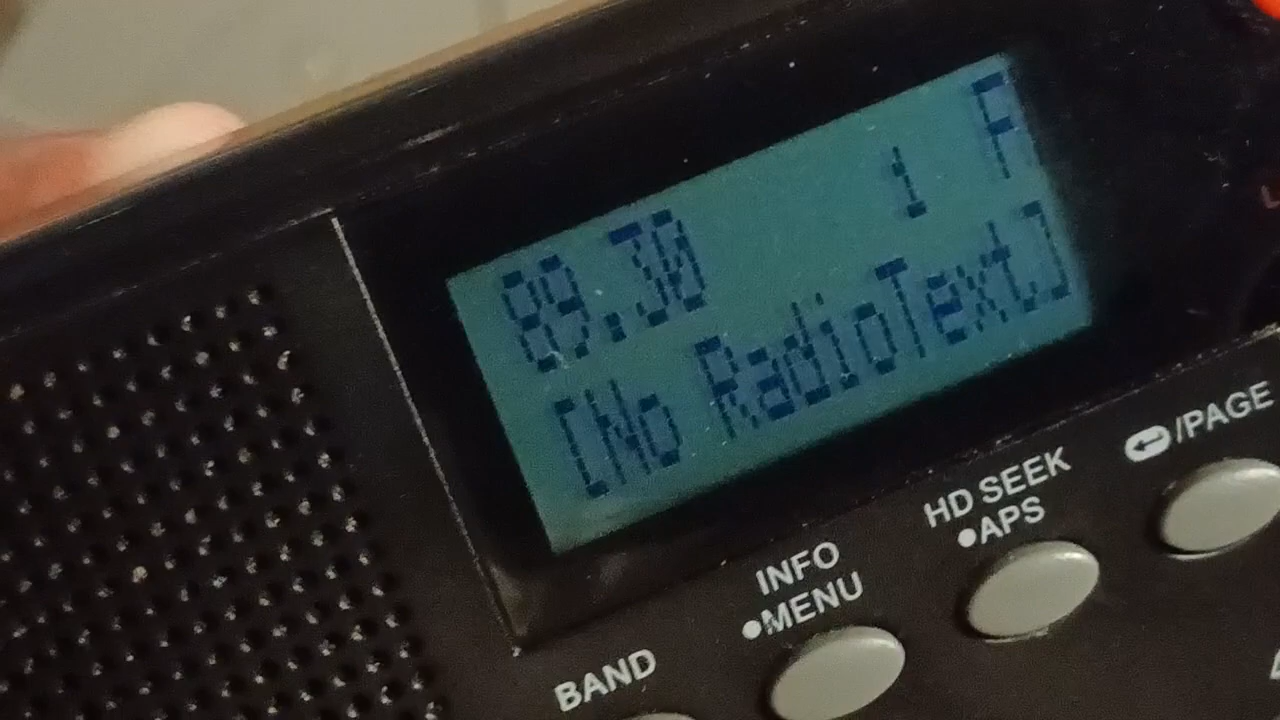 89.30 1 F
[No RadioText]
↵/PAGE
HD SEEK
•APS
INFO
•MENU
BAND